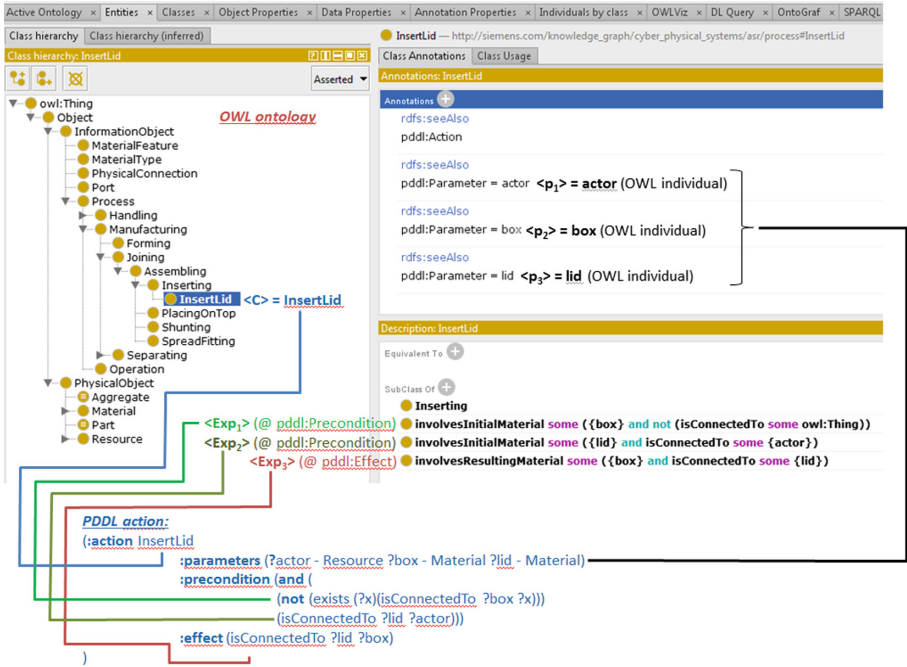 Active Ontology × Entities × Classes × Object Properties × Data Properties × Annotation Properties × Individuals by class × OWLViz × DL Query × OntoGraf × SPARQL
Class hierarchy Class hierarchy (inferred)
Class hierarchy: InsertLid
Asserted
owl:Thing
OWL ontology
Object
InformationObject
MaterialFeature
MaterialType
PhysicalConnection
Port
Process
Handling
Manufacturing
Forming
Joining
Assembling
Inserting
InsertLid <C> = InsertLid
PlacingOnTop
Shunting
SpreadFitting
Separating
Operation
PhysicalObject
Aggregate
Material
Part
Resource
InsertLid — http://siemens.com/knowledge_graph/cyber_physical_systems/asr/process#InsertLid
Class Annotations Class Usage
Annotations: InsertLid
Annotations
rdfs:seeAlso
pddl:Action
rdfs:seeAlso
pddl:Parameter = actor <p₁> = actor (OWL individual)
rdfs:seeAlso
pddl:Parameter = box <p₂> = box (OWL individual)
rdfs:seeAlso
pddl:Parameter = lid <p₃> = lid (OWL individual)
Description: InsertLid
Equivalent To
SubClass Of
Inserting
<Exp₁> (@ pddl:Precondition) involvesInitialMaterial some ({box} and not (isConnectedTo some owl:Thing))
<Exp₂> (@ pddl:Precondition) involvesInitialMaterial some ({lid} and isConnectedTo some {actor})
<Exp₃> (@ pddl:Effect) involvesResultingMaterial some ({box} and isConnectedTo some {lid})
PDDL action:
(:action InsertLid
:parameters (?actor - Resource ?box - Material ?lid - Material)
:precondition (and (
(not (exists (?x)(isConnectedTo ?box ?x)))
(isConnectedTo ?lid ?actor)))
:effect (isConnectedTo ?lid ?box)
)